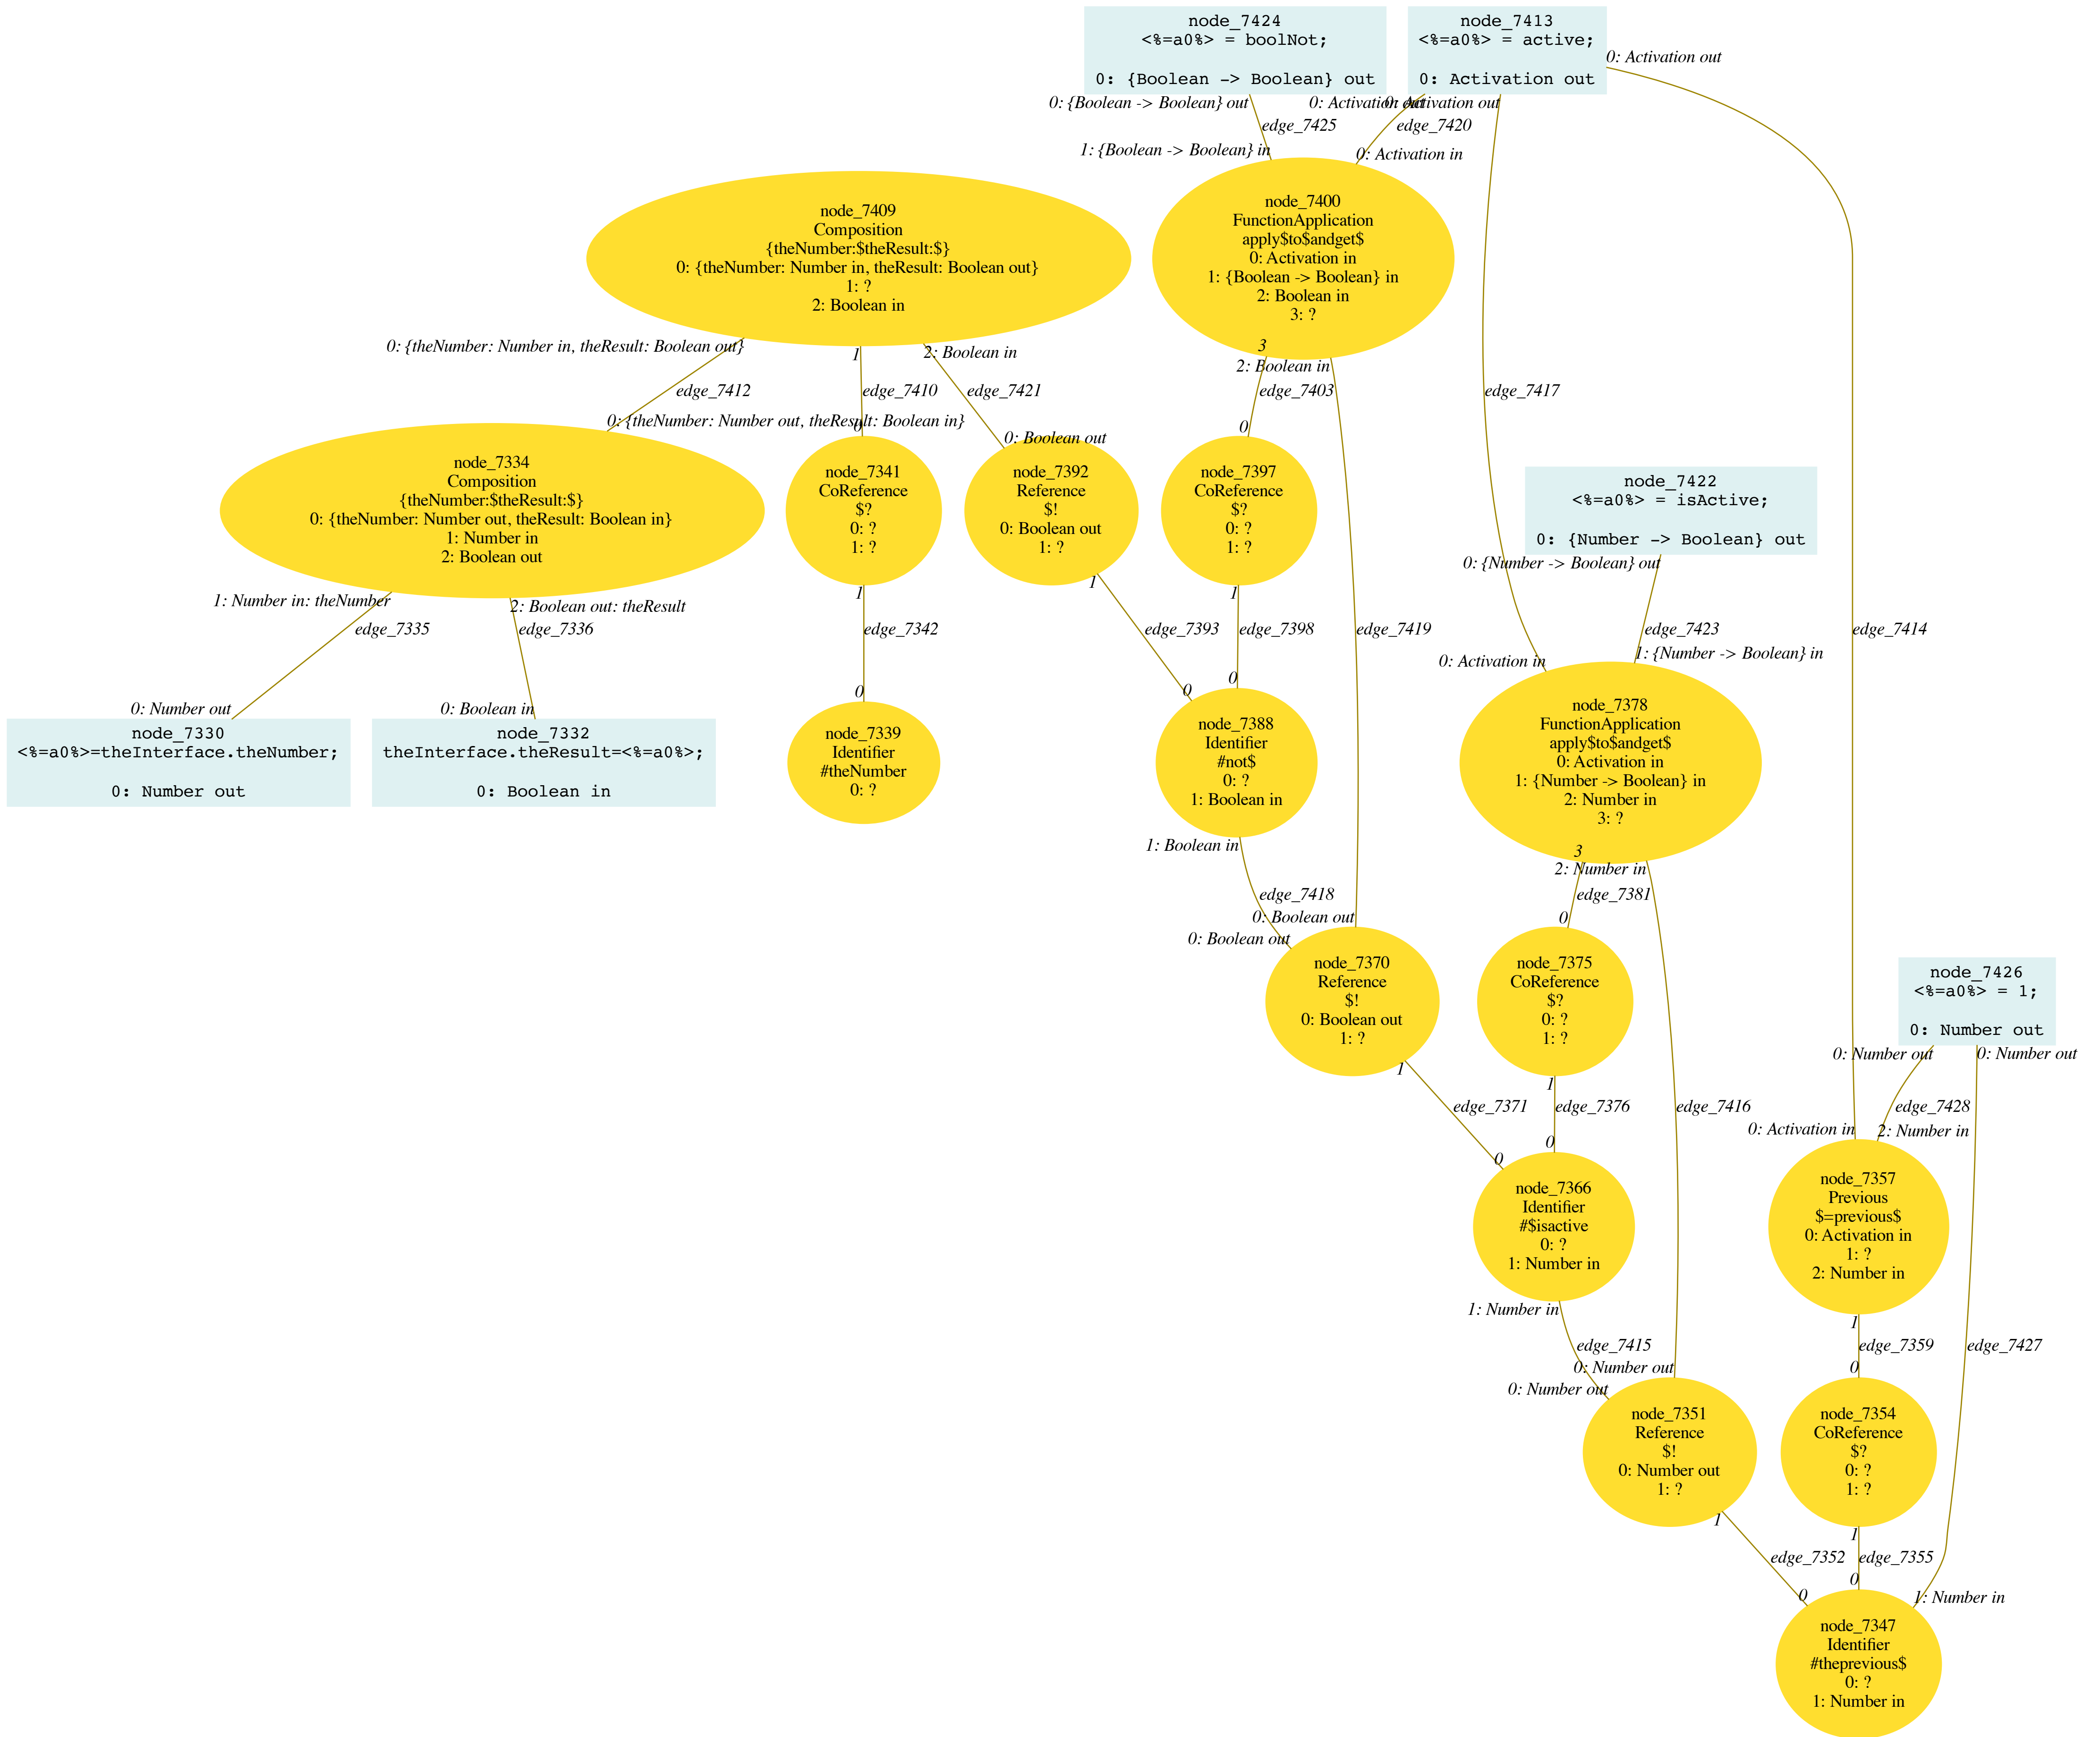 node_7424
<%=a0%> = boolNot;
0: {Boolean -> Boolean} out
node_7413
<%=a0%> = active;
0: Activation out
0: Activation out
0: {Boolean -> Boolean} out
0: Activation out
0: Activation out
edge_7425
edge_7420
1: {Boolean -> Boolean} in
0: Activation in
node_7409
Composition
{theNumber:$theResult:$}
0: {theNumber: Number in, theResult: Boolean out}
1: ?
2: Boolean in
node_7400
FunctionApplication
apply$to$andget$
0: Activation in
1: {Boolean -> Boolean} in
2: Boolean in
3: ?
0: {theNumber: Number in, theResult: Boolean out}
1
2: Boolean in
3
2: Boolean in
edge_7412
edge_7410
edge_7421
edge_7403
edge_7417
0: {theNumber: Number out, theResult: Boolean in}
0
0: Boolean out
0
node_7334
Composition
{theNumber:$theResult:$}
0: {theNumber: Number out, theResult: Boolean in}
1: Number in
2: Boolean out
node_7341
CoReference
$?
0: ?
1: ?
node_7392
Reference
$!
0: Boolean out
1: ?
node_7397
CoReference
$?
0: ?
1: ?
node_7422
<%=a0%> = isActive;
0: {Number -> Boolean} out
0: {Number -> Boolean} out
1: Number in: theNumber
2: Boolean out: theResult
1
1
1
edge_7335
edge_7336
edge_7342
edge_7393
edge_7398
edge_7419
edge_7423
edge_7414
0: Activation in
1: {Number -> Boolean} in
0: Number out
0: Boolean in
0
0
0
node_7330
<%=a0%>=theInterface.theNumber;
0: Number out
node_7332
theInterface.theResult=<%=a0%>;
0: Boolean in
node_7339
Identifier
#theNumber
0: ?
node_7388
Identifier
#not$
0: ?
1: Boolean in
node_7378
FunctionApplication
apply$to$andget$
0: Activation in
1: {Number -> Boolean} in
2: Number in
3: ?
1: Boolean in
3
2: Number in
edge_7418
edge_7381
0: Boolean out
0: Boolean out
0
node_7370
Reference
$!
0: Boolean out
1: ?
node_7375
CoReference
$?
0: ?
1: ?
node_7426
<%=a0%> = 1;
0: Number out
0: Number out
0: Number out
1
1
edge_7371
edge_7376
edge_7416
edge_7428
0
0
0: Activation in
2: Number in
node_7366
Identifier
#$isactive
0: ?
1: Number in
node_7357
Previous
$=previous$
0: Activation in
1: ?
2: Number in
1: Number in
1
edge_7415
edge_7359
edge_7427
0: Number out
0: Number out
0
node_7351
Reference
$!
0: Number out
1: ?
node_7354
CoReference
$?
0: ?
1: ?
1
1
edge_7352
edge_7355
0
0
1: Number in
node_7347
Identifier
#theprevious$
0: ?
1: Number in